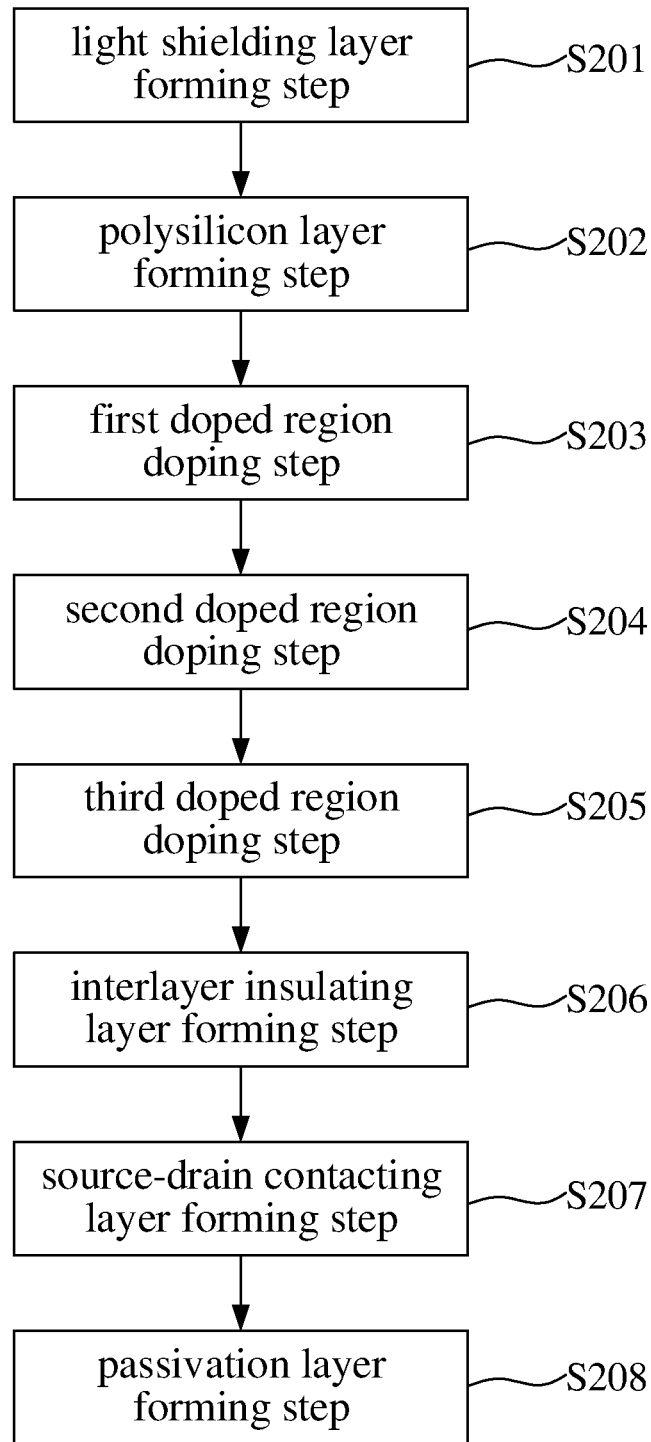 light shielding layer
forming step
S201
polysilicon layer
forming step
S202
first doped region
doping step
S203
second doped region
doping step
S204
third doped region
doping step
S205
interlayer insulating
layer forming step
S206
source-drain contacting
layer forming step
S207
passivation layer
forming step
S208